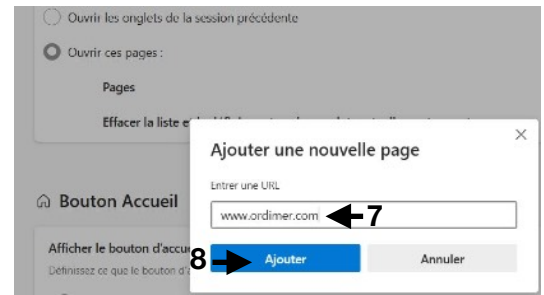 Ouvrir les onglets de la session précédente
Ouvrir ces pages :
Pages
Effacer la liste et
Ajouter une nouvelle page
Entrer une URL
www.ordimer.com 7
Bouton Accueil
Afficher le bouton d'accu
Définissez ce que le bouton d'
8 Ajouter Annuler